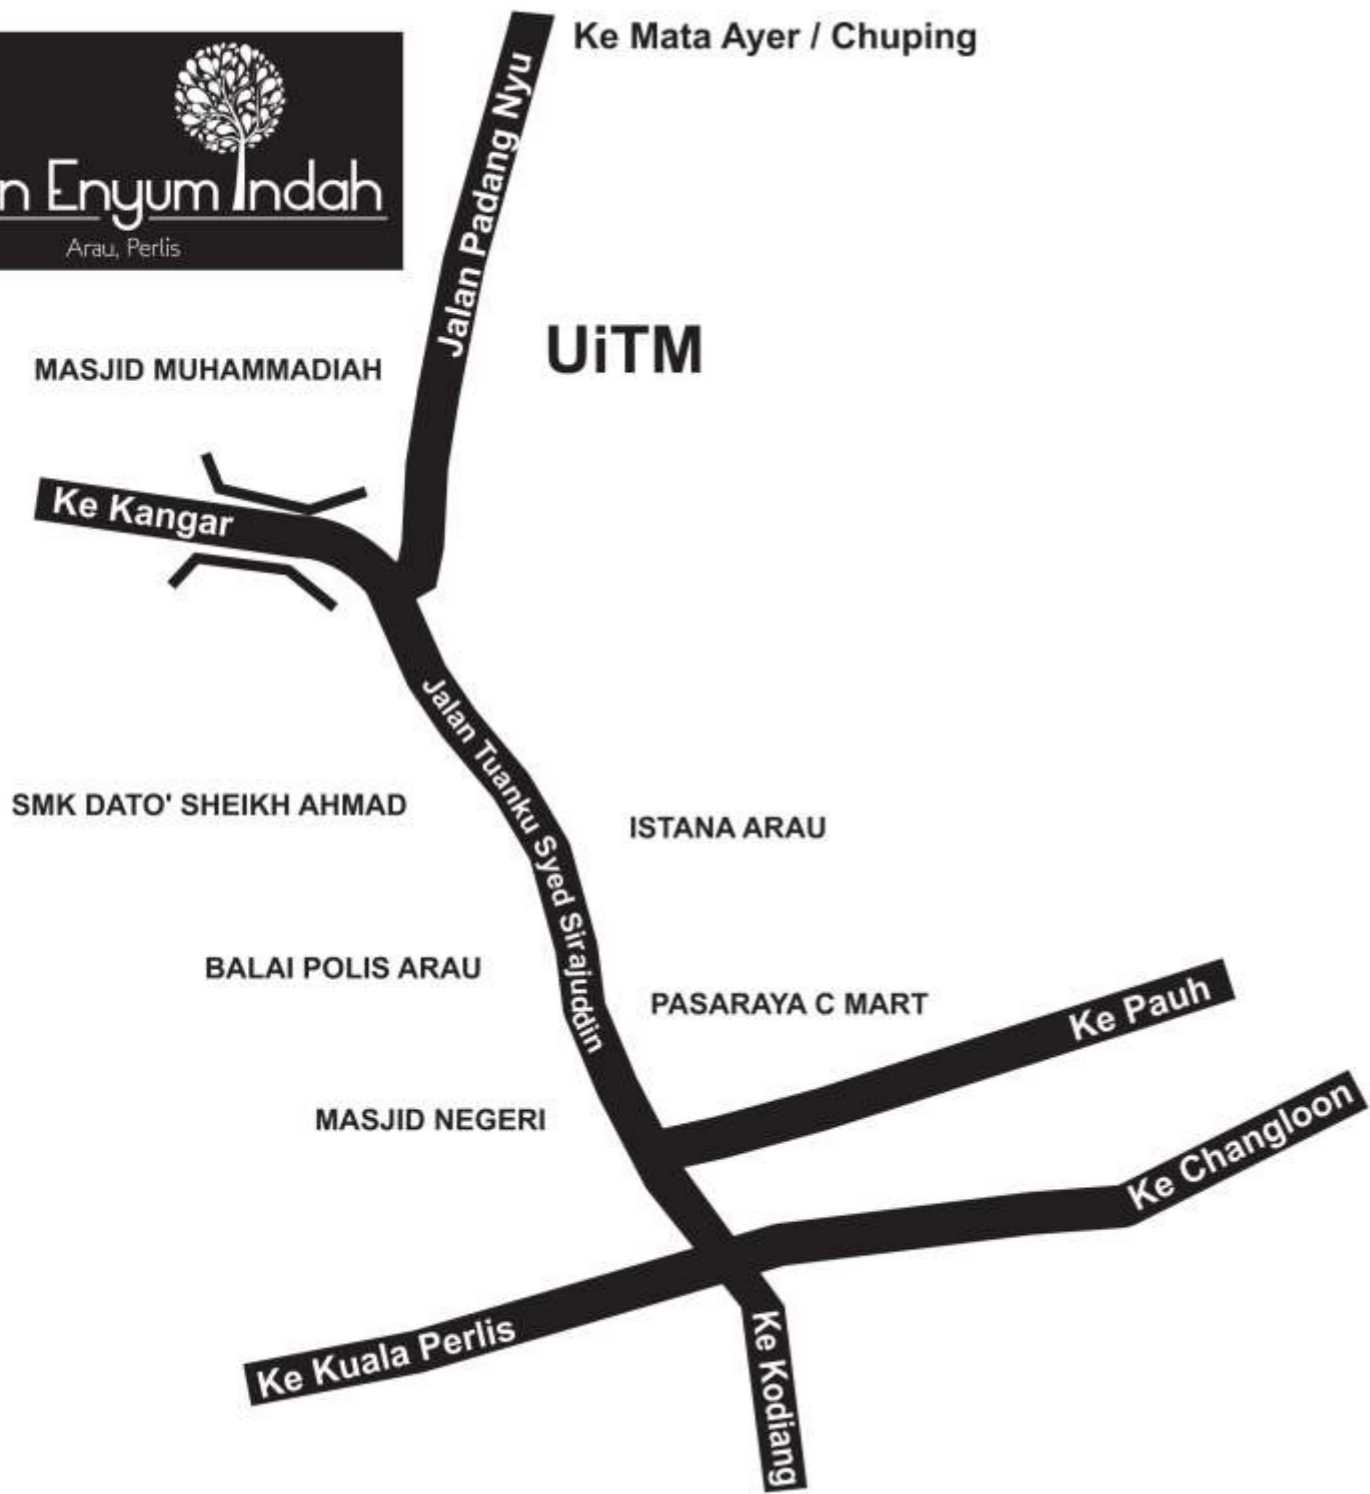 Ke Mata Ayer / Chuping
n Enyum Indah
Arau, Perlis
Jalan Padang Nyu
UiTM
MASJID MUHAMMADIAH
Ke Kangar
Jalan Tuanku Syed Sirajuddin
SMK DATO' SHEIKH AHMAD
ISTANA ARAU
BALAI POLIS ARAU
PASARAYA C MART
Ke Pauh
MASJID NEGERI
Ke Changloon
Ke Kuala Perlis
Ke Kodiang